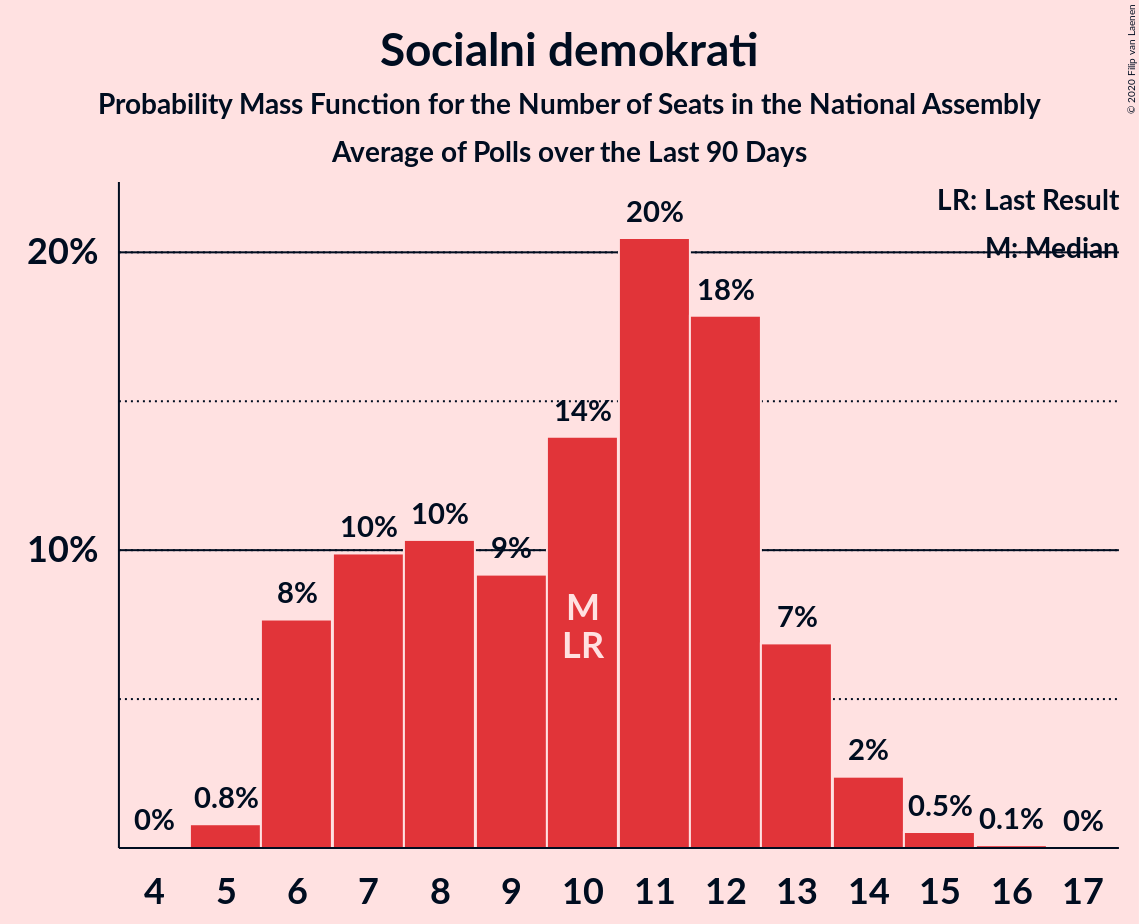 Socialni demokrati
Probability Mass Function for the Number of Seats in the National Assembly
Average of Polls over the Last 90 Days
© 2020 Filip van Laenen
LR: Last Result
M: Median
20%
10%
0%
0.8%
8%
10%
10%
9%
14%
20%
18%
7%
2%
0.5%
0.1%
0%
M
LR
4 5 6 7 8 9 10 11 12 13 14 15 16 17